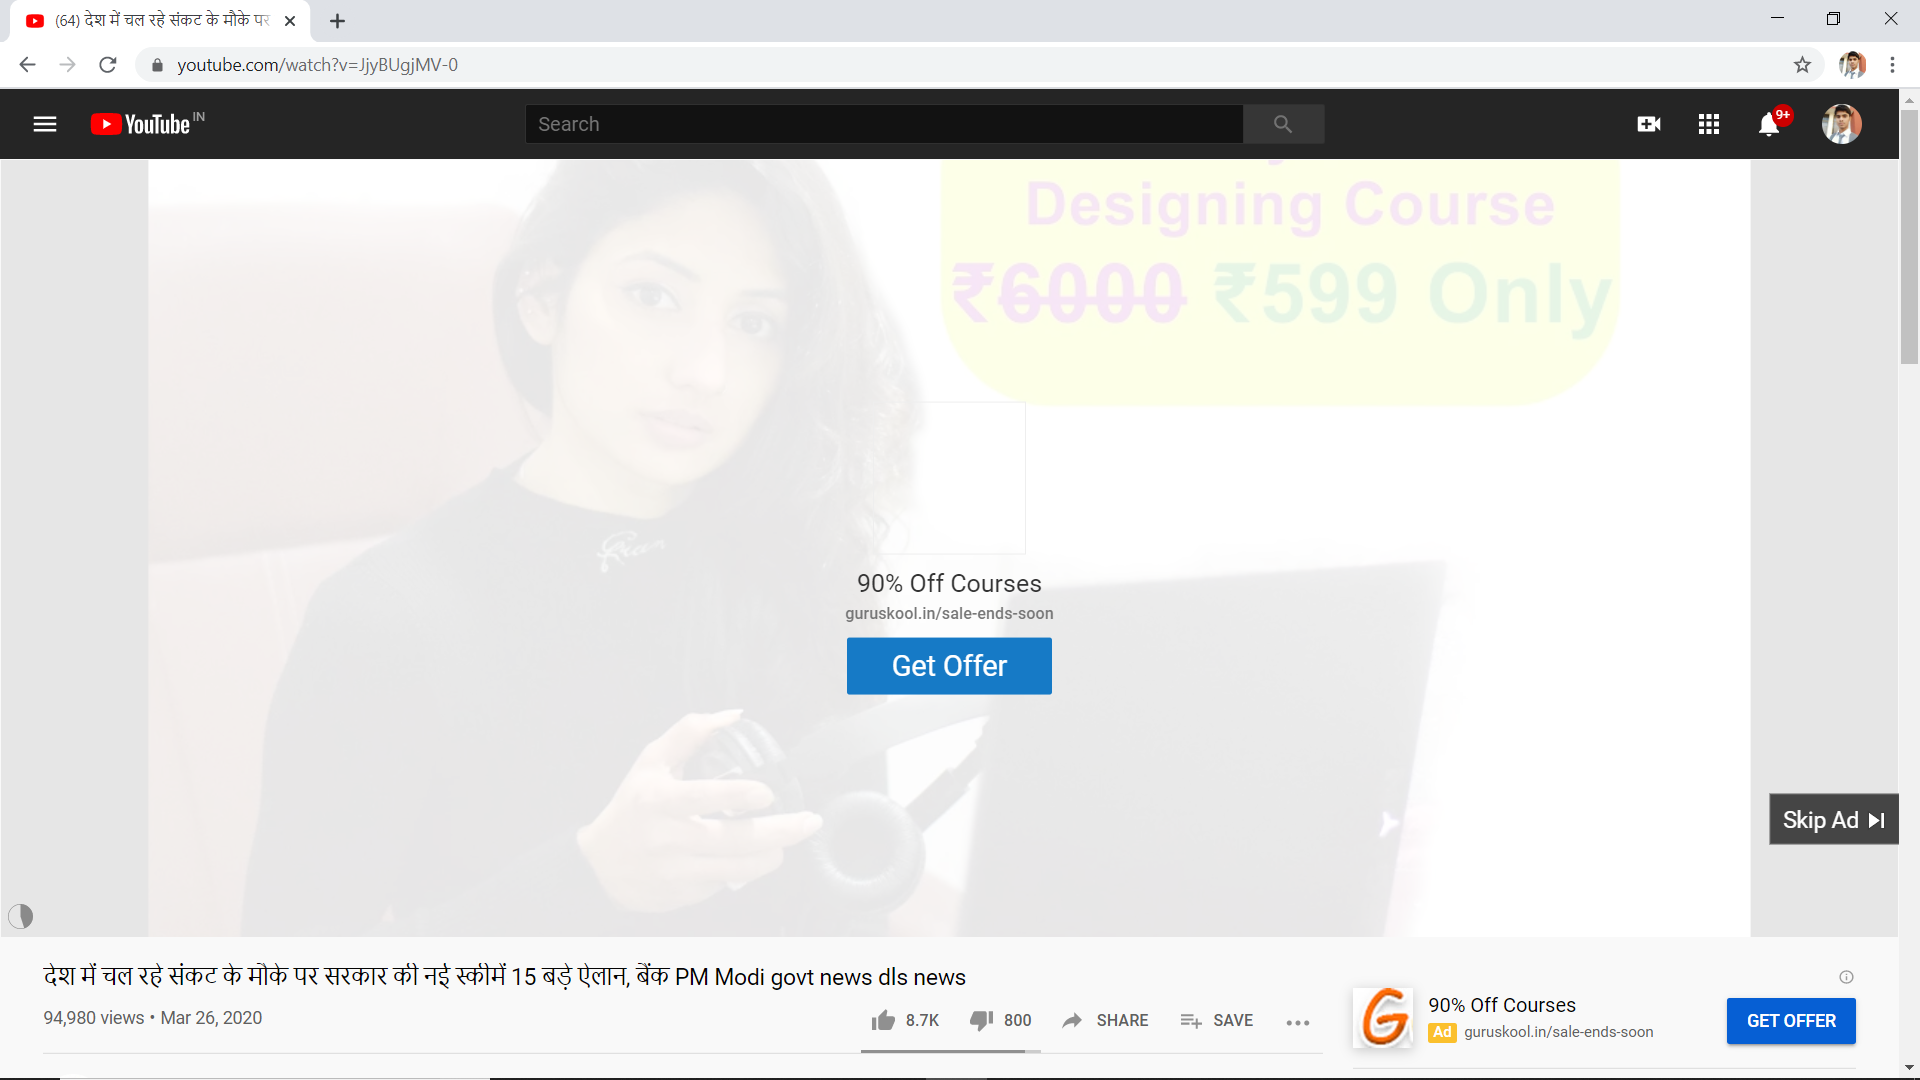 (64) देश में चल रहे संकट के मौके पर
youtube.com/watch?v=JjyBUgjMV-0
YouTube IN
Search
9+
Designing Course
₹6000 ₹599 Only
90% Off Courses
guruskool.in/sale-ends-soon
Get Offer
Skip Ad
देश में चल रहे संकट के मौके पर सरकार की नई स्कीमें 15 बड़े ऐलान, बैंक PM Modi govt news dls news
94,980 views • Mar 26, 2020
8.7K 800 SHARE SAVE
90% Off Courses
Ad guruskool.in/sale-ends-soon
GET OFFER